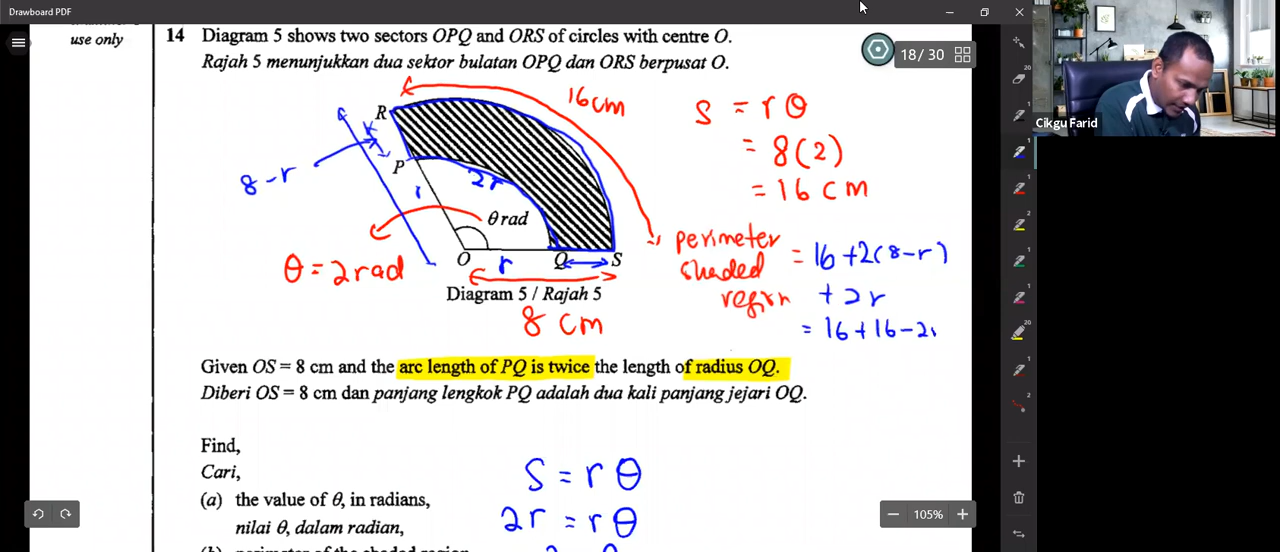 Drawboard PDF
use only
14 Diagram 5 shows two sectors OPQ and ORS of circles with centre O.
Rajah 5 menunjukkan dua sektor bulatan OPQ dan ORS berpusat O.
18 / 30
Cikgu Farid
16cm
R
P
8 - r
2r
r
θ rad
O
r
Q
S
θ = 2rad
8 cm
Diagram 5 / Rajah 5
S = r θ
= 8(2)
= 16 cm
perimeter shaded region = 16 + 2(8 - r)
+ 2r
= 16 + 16 - 2r
Given OS = 8 cm and the arc length of PQ is twice the length of radius OQ.
Diberi OS = 8 cm dan panjang lengkok PQ adalah dua kali panjang jejari OQ.
Find,
Cari,
(a) the value of θ, in radians,
nilai θ, dalam radian,
S = r θ
2r = r θ
105%